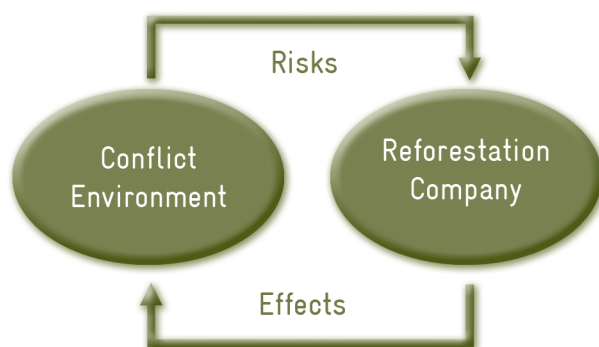 Risks
Conflict
Environment
Reforestation
Company
Effects